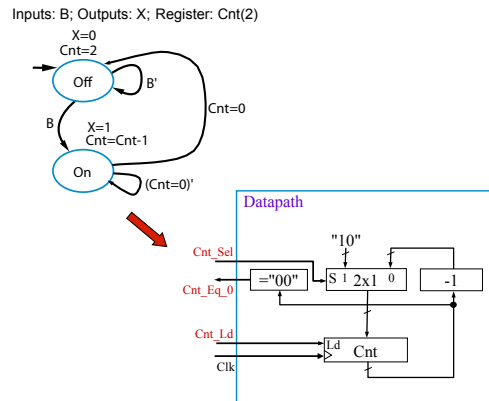 Inputs: B; Outputs: X; Register: Cnt(2)
X=0
Cnt=2
Off
B'
B
Cnt=0
X=1
Cnt=Cnt-1
On
(Cnt=0)'
Datapath
Cnt_Sel
"10"
S 1 2x1 0
="00"
-1
Cnt_Eq_0
Cnt_Ld
Ld
Cnt
Clk